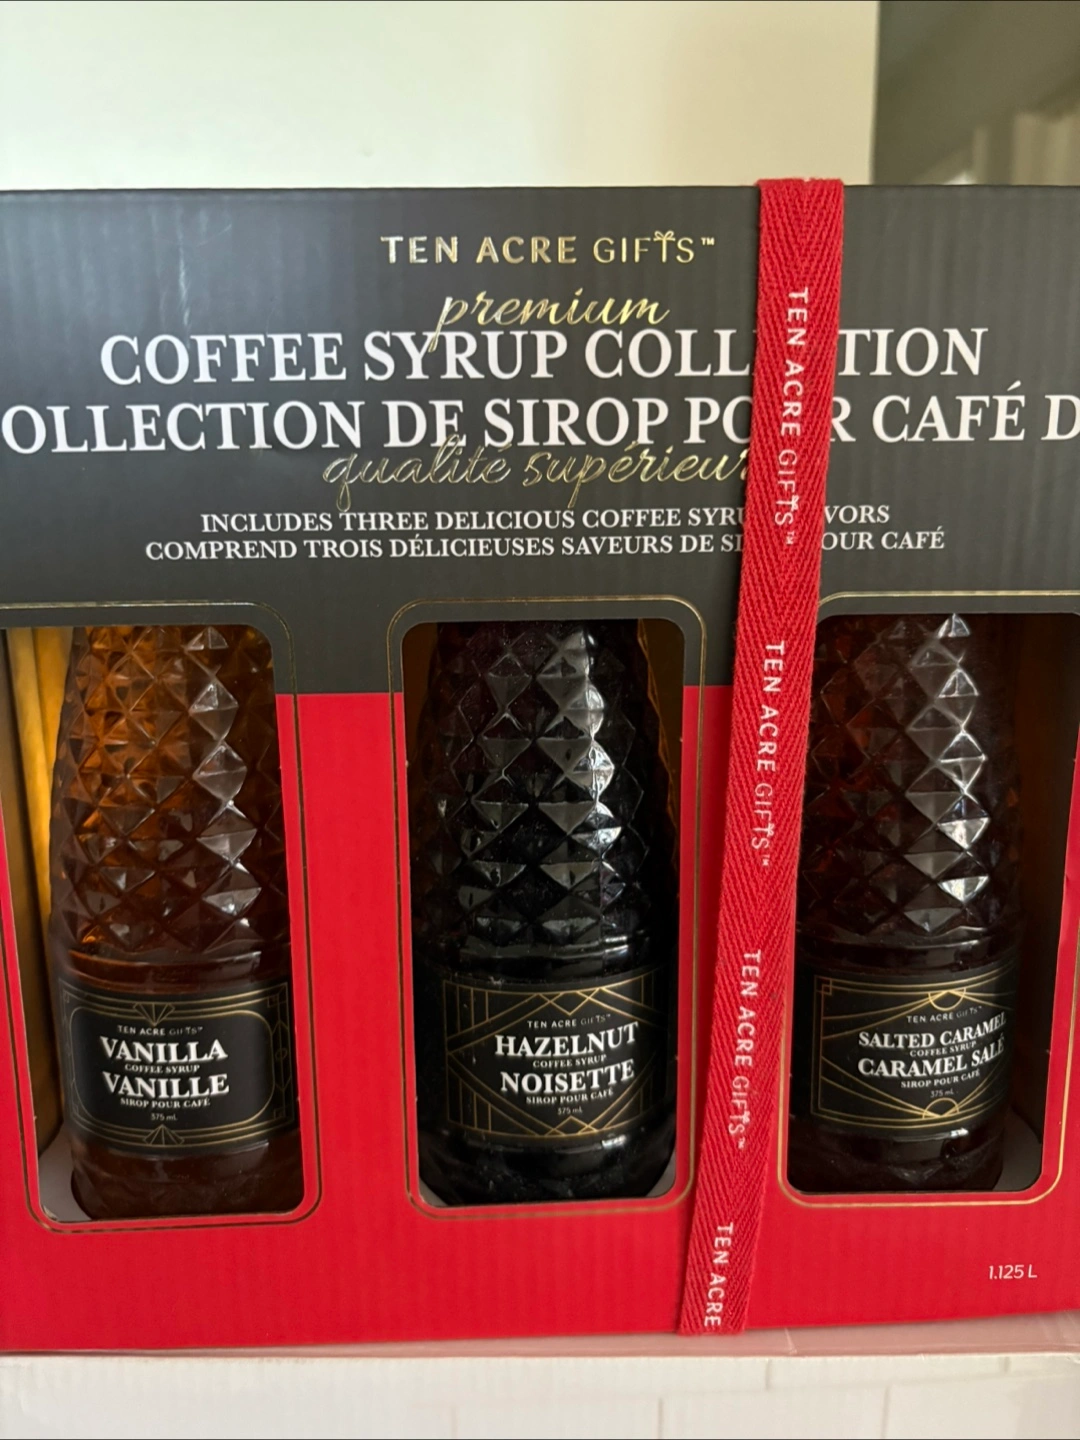 TEN ACRE GIFTS™
premium
COFFEE SYRUP COLL TION
OLLECTION DE SIROP PO R CAFÉ D
qualité supérieur
INCLUDES THREE DELICIOUS COFFEE SYRU VORS
COMPREND TROIS DÉLICIEUSES SAVEURS DE SI OUR CAFÉ
TEN ACRE GIFTS™
TEN ACRE GIFTS™
TEN ACRE GIFTS™
TEN ACRE
TEN ACRE GIFTS™
VANILLA
COFFEE SYRUP
VANILLE
SIROP POUR CAFÉ
375 mL
TEN ACRE GIFTS™
HAZELNUT
COFFEE SYRUP
NOISETTE
SIROP POUR CAFÉ
375 mL
TEN ACRE GIFTS™
SALTED CARAMEL
COFFEE SYRUP
CARAMEL SALÉ
SIROP POUR CAFÉ
375 mL
1.125 L